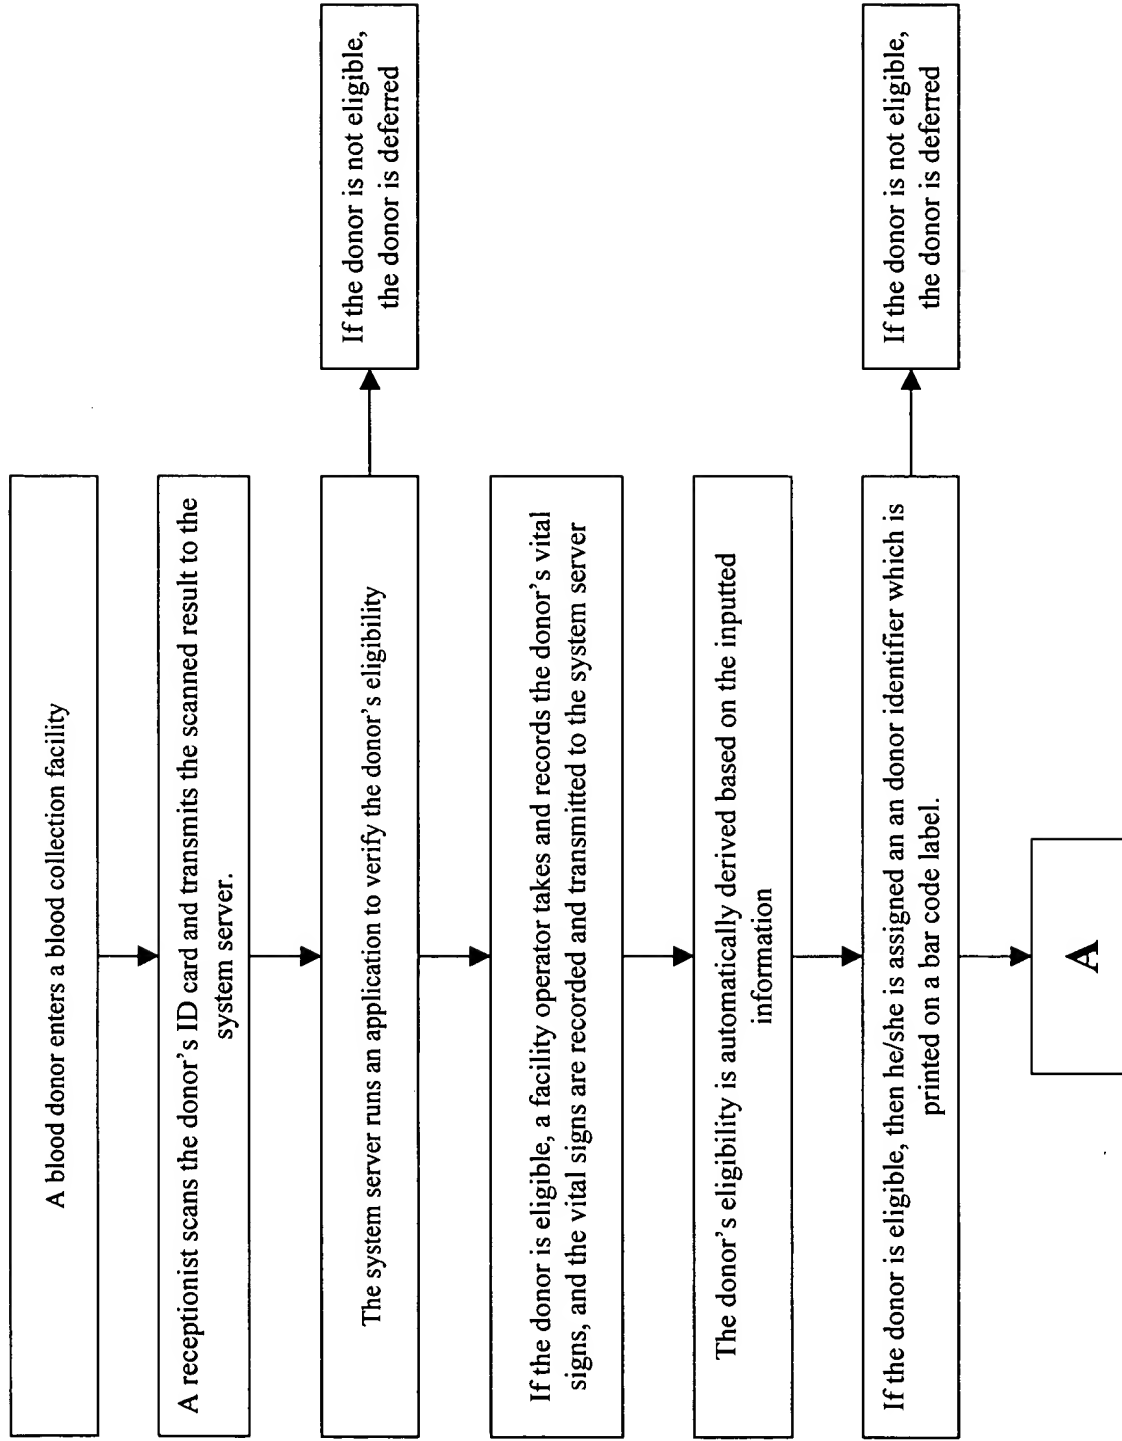 A blood donor enters a blood collection facility
A receptionist scans the donor's ID card and transmits the scanned result to the
system server.
The system server runs an application to verify the donor's eligibility
If the donor is not eligible,
the donor is deferred
If the donor is eligible, a facility operator takes and records the donor's vital
signs, and the vital signs are recorded and transmitted to the system server
The donor's eligibility is automatically derived based on the inputted
information
If the donor is eligible, then he/she is assigned an an donor identifier which is
printed on a bar code label.
If the donor is not eligible,
the donor is deferred
A